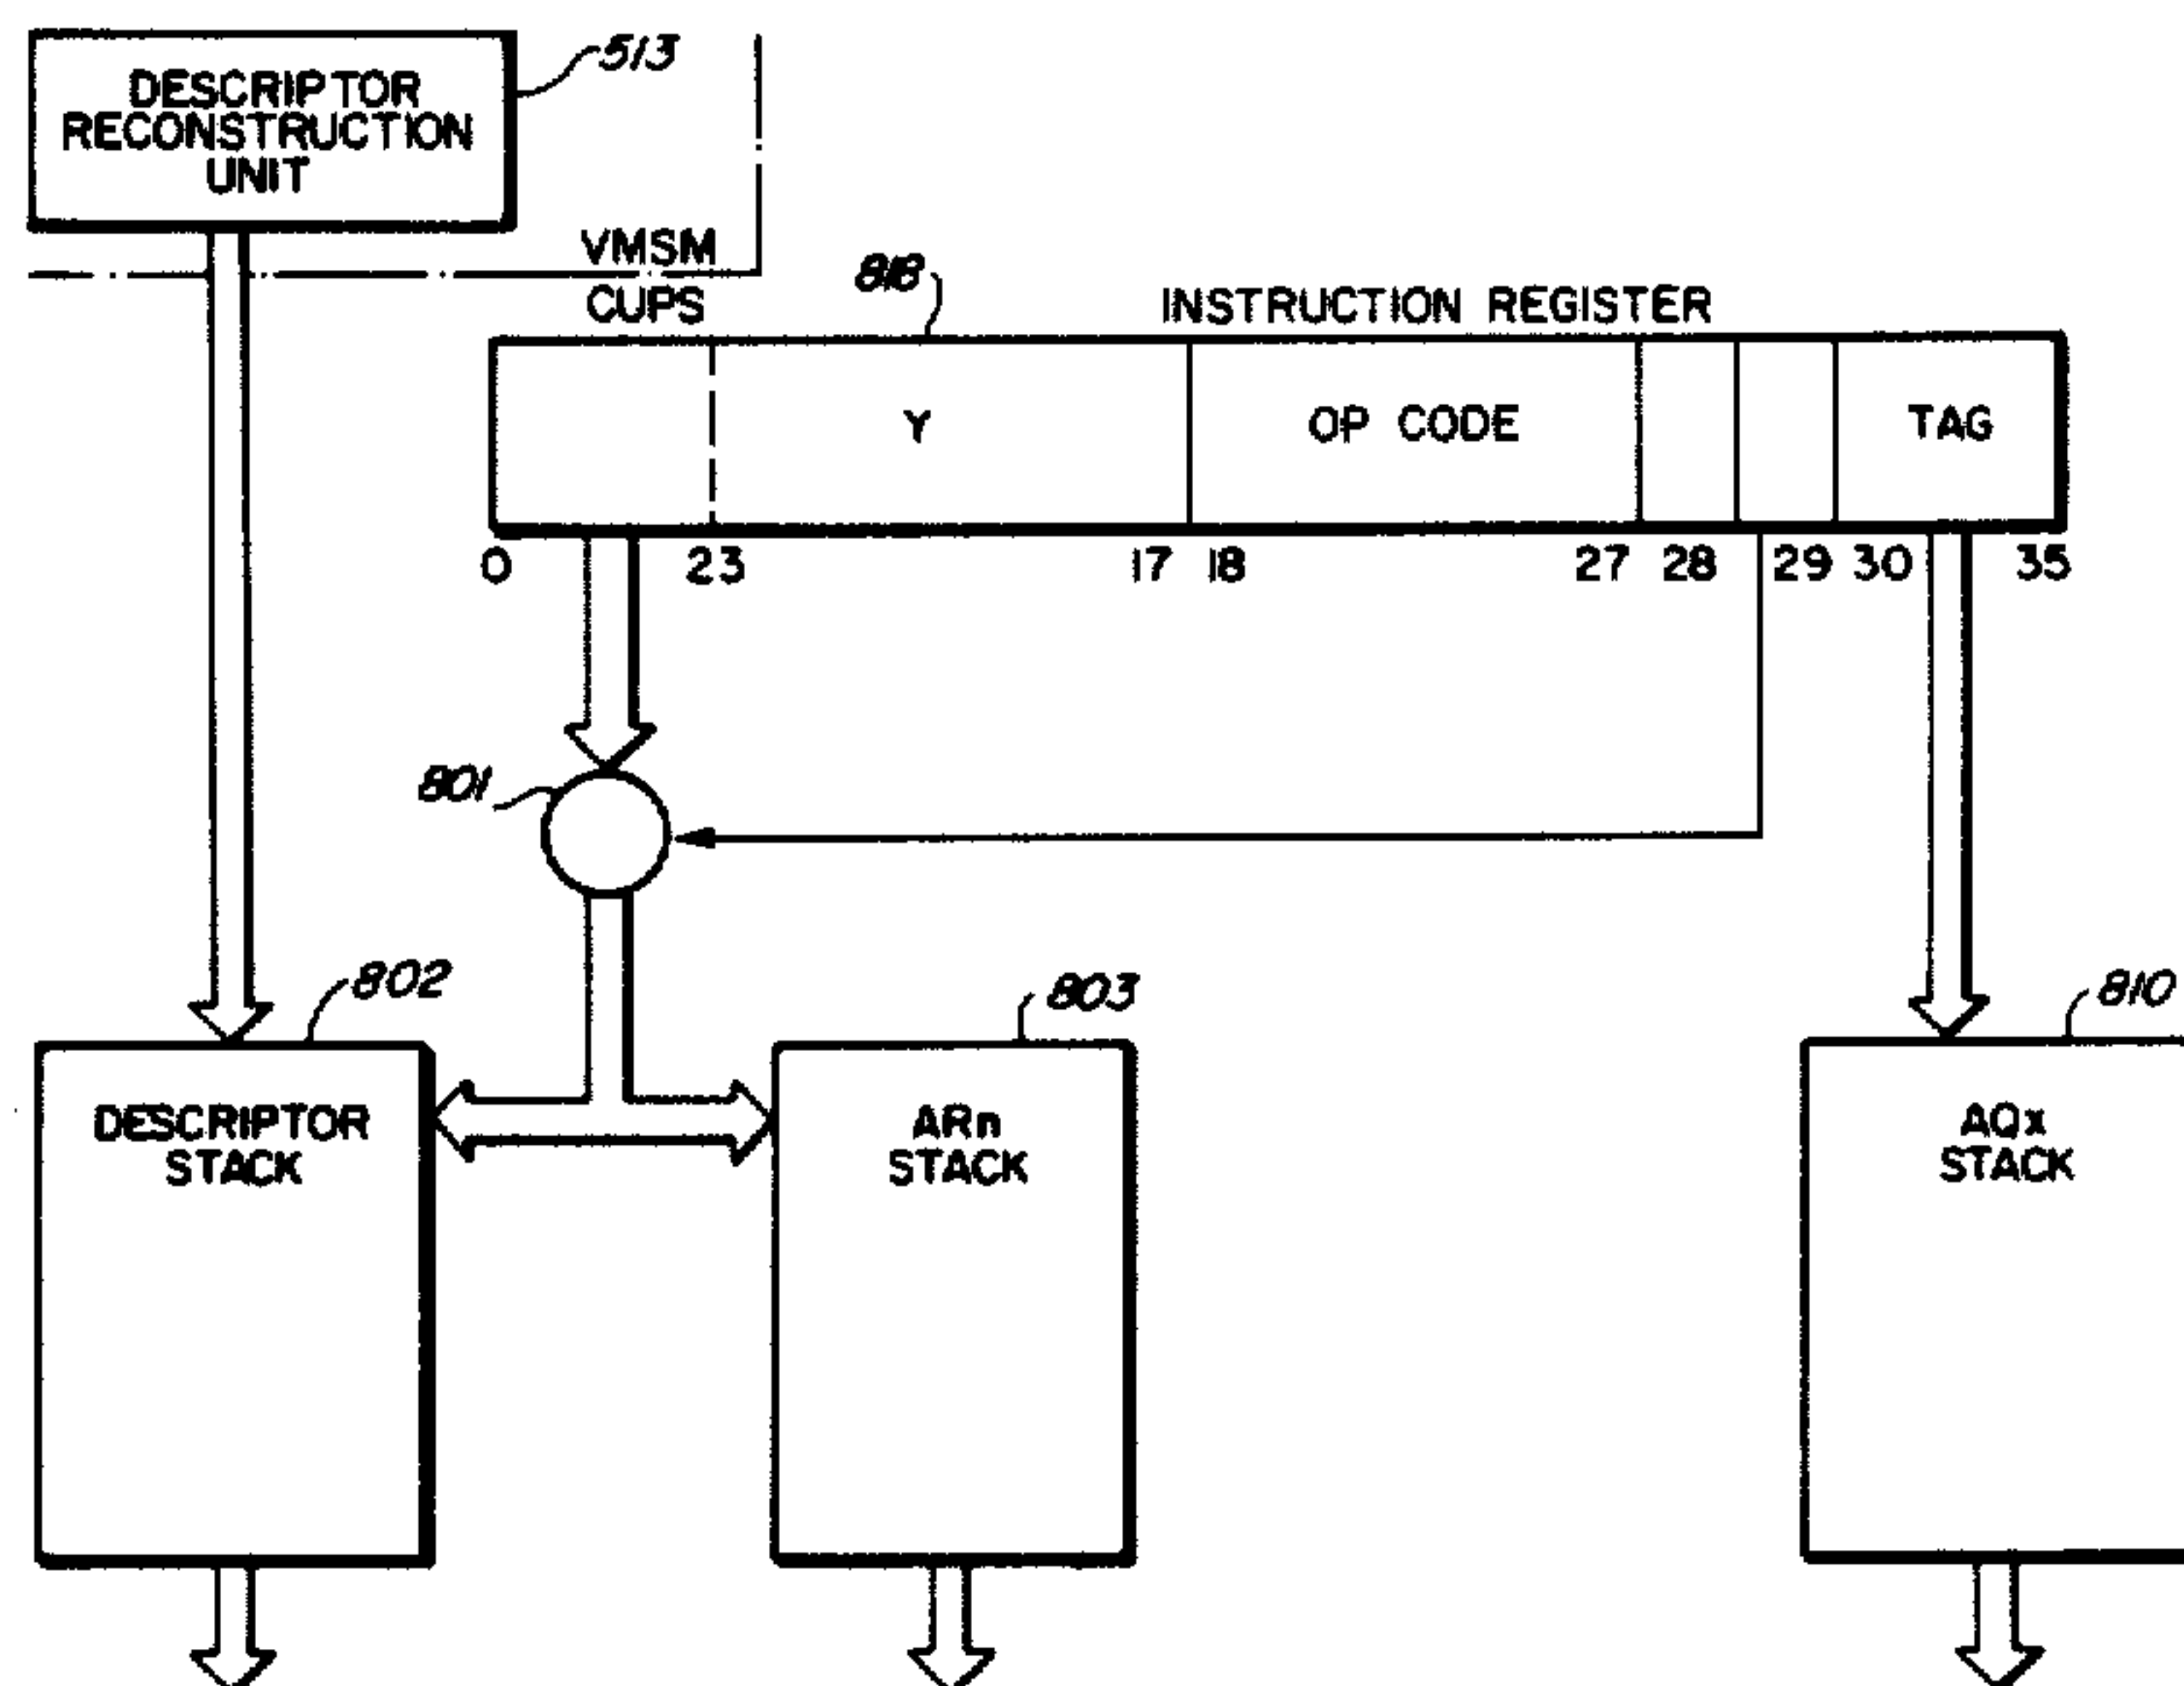 513
DESCRIPTOR
RECONSTRUCTION
UNIT
VMSM
CUPS
818
INSTRUCTION REGISTER
Y
OP CODE
TAG
0 23 17 18 27 28 29 30 35
801
802
803
810
DESCRIPTOR
STACK
ARn
STACK
AQx
STACK